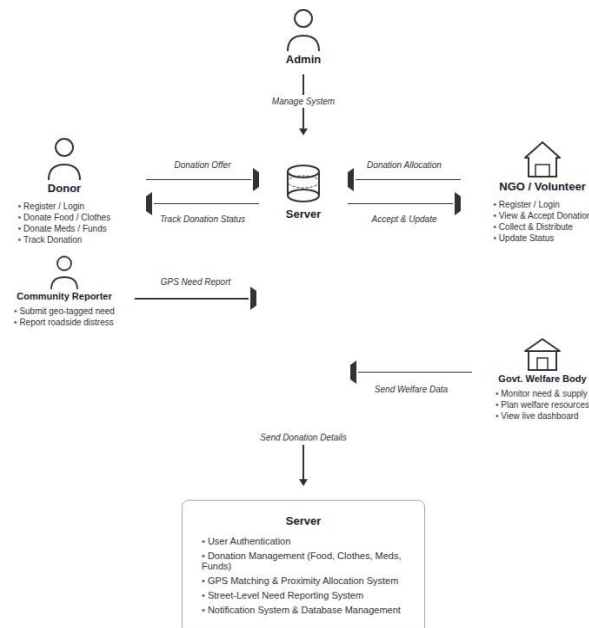 Admin
Manage System
Donation Offer
Donation Allocation
Donor
Server
NGO / Volunteer
• Register / Login
• Donate Food / Clothes
• Donate Meds / Funds
• Track Donation
Track Donation Status
Accept & Update
• Register / Login
• View & Accept Donation
• Collect & Distribute
• Update Status
GPS Need Report
Community Reporter
• Submit geo-tagged need
• Report roadside distress
Send Welfare Data
Govt. Welfare Body
• Monitor need & supply
• Plan welfare resources
• View live dashboard
Send Donation Details
Server
• User Authentication
• Donation Management (Food, Clothes, Meds,
Funds)
• GPS Matching & Proximity Allocation System
• Street-Level Need Reporting System
• Notification System & Database Management